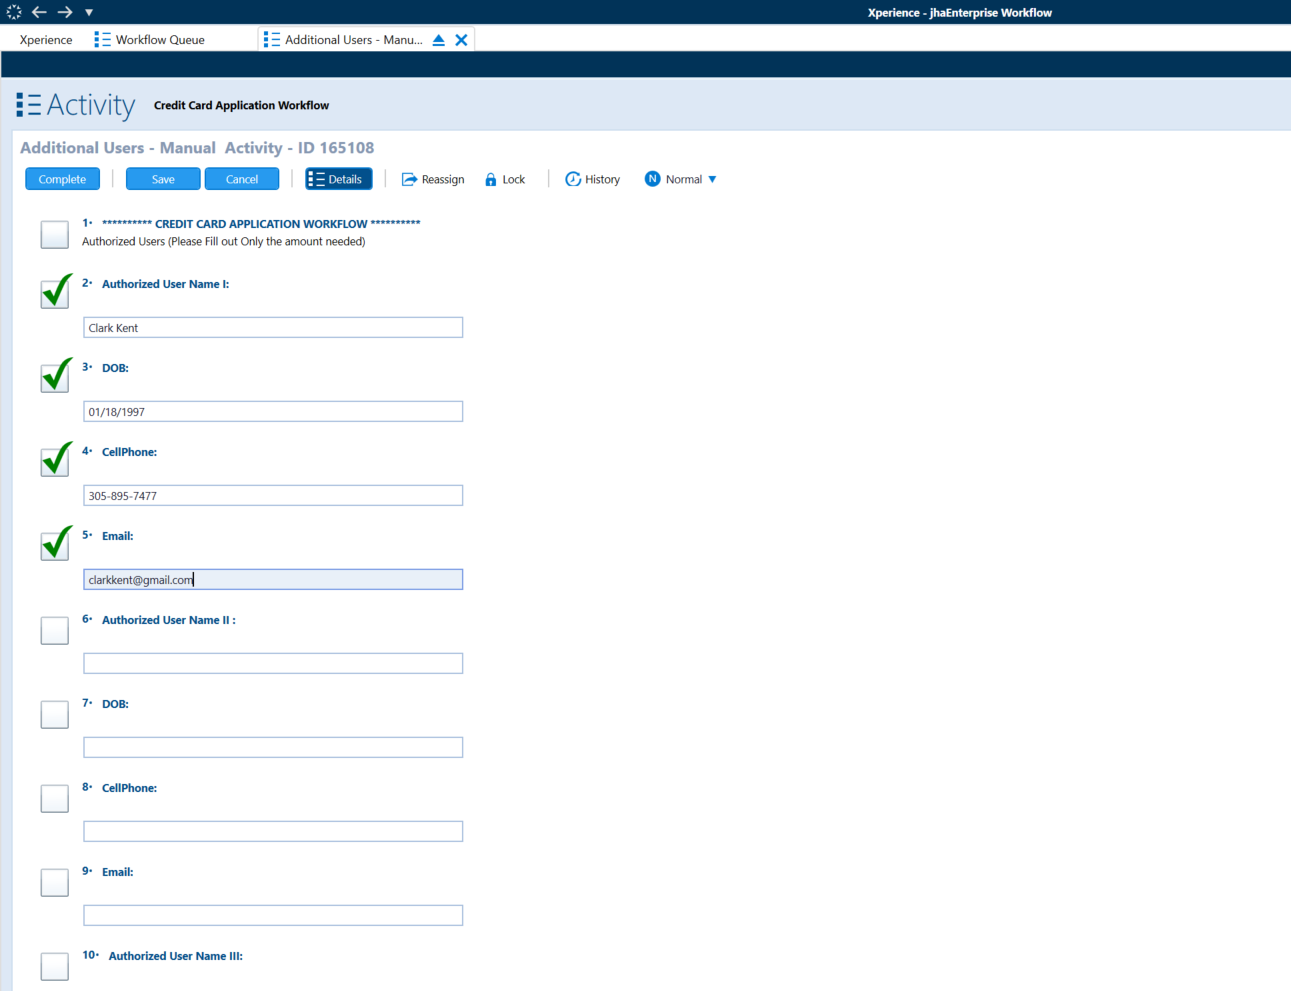 Xperience - jhaEnterprise Workflow
Xperience Workflow Queue Additional Users - Manu...
Activity Credit Card Application Workflow
Additional Users - Manual Activity - ID 165108
Complete Save Cancel Details Reassign Lock History N Normal
1· ********** CREDIT CARD APPLICATION WORKFLOW **********
Authorized Users (Please Fill out Only the amount needed)
2· Authorized User Name I:
Clark Kent
3· DOB:
01/18/1997
4· CellPhone:
305-895-7477
5· Email:
clarkkent@gmail.com
6· Authorized User Name II :
7· DOB:
8· CellPhone:
9· Email:
10· Authorized User Name III: